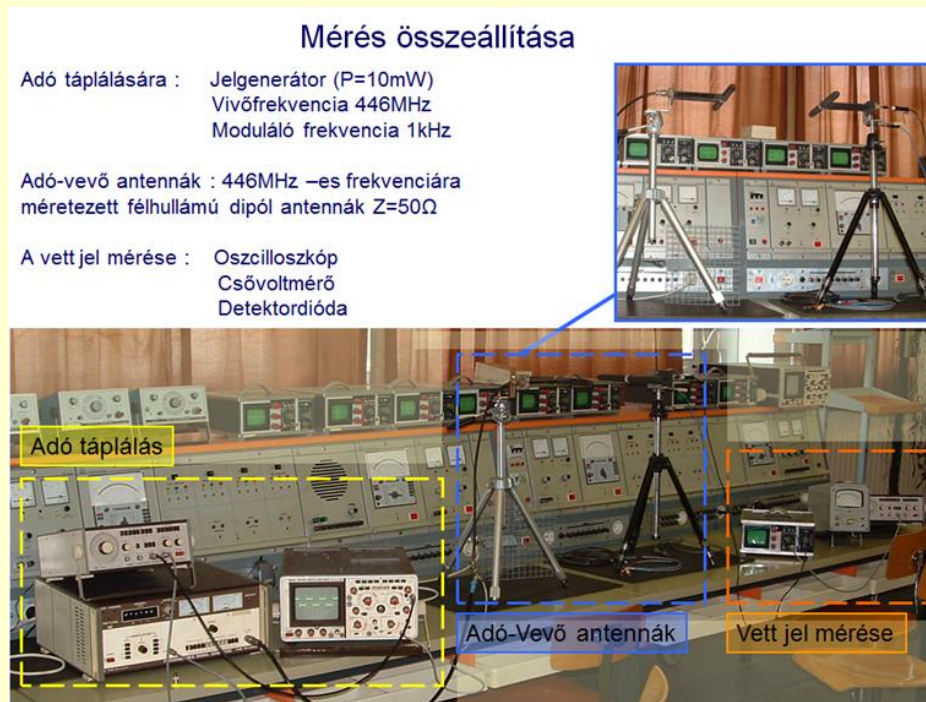 Mérés összeállítása
Adó táplálására : Jelgenerátor (P=10mW)
Vivőfrekvencia 446MHz
Moduláló frekvencia 1kHz
Adó-vevő antennák : 446MHz –es frekvenciára
méretezett félhullámú dipól antennák Z=50Ω
A vett jel mérése : Oszcilloszkóp
Csővoltmérő
Detektordióda
Adó táplálás
Adó-Vevő antennák
Vett jel mérése